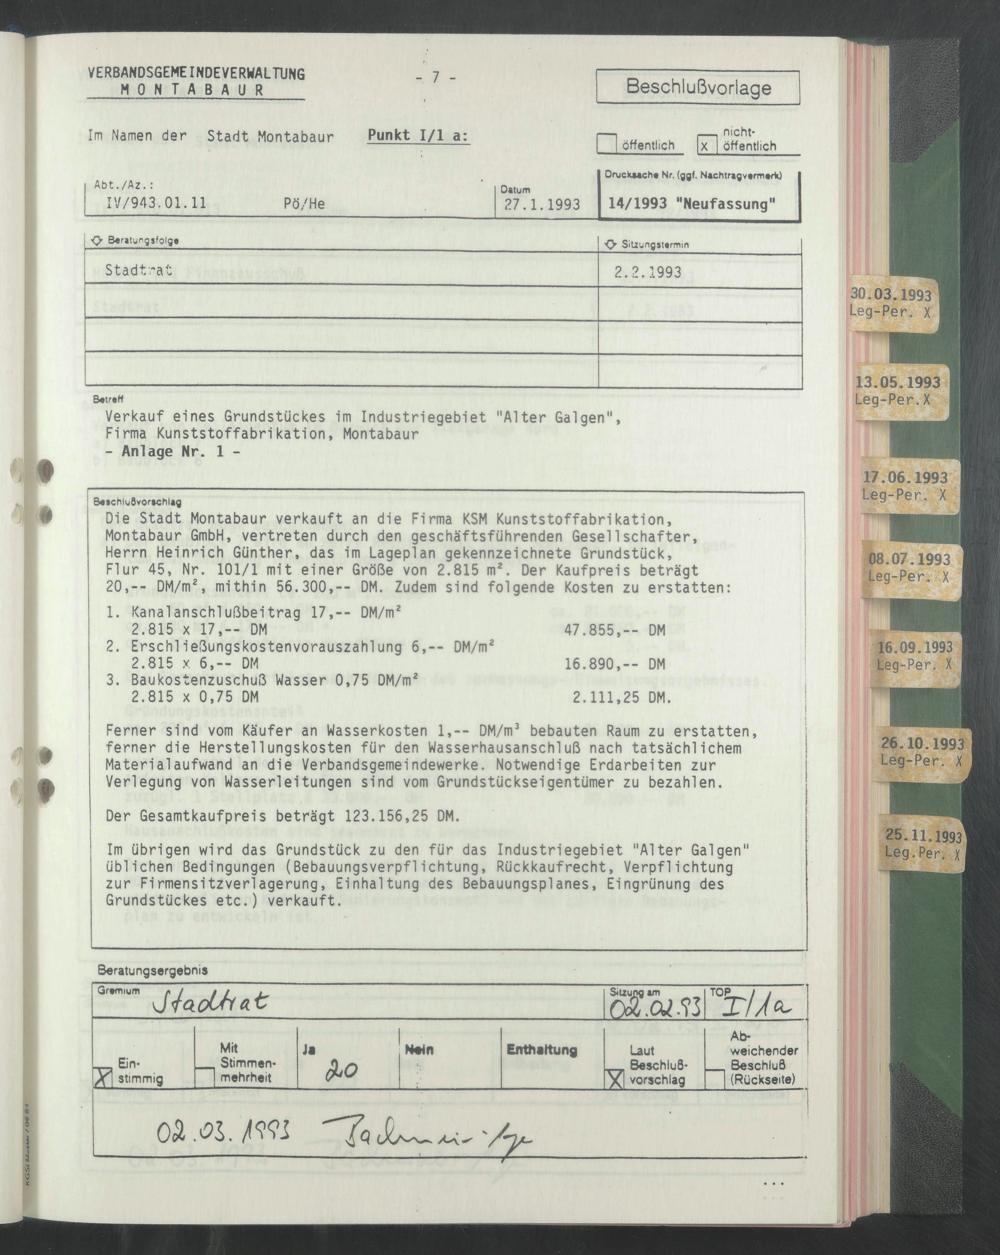 VERBANDSGEMEINDEVERWALTUNG
MONTABAUR
- 7 -
Beschlußvorlage
Im Namen der Stadt Montabaur Punkt I/1 a:
öffentlich
x nicht-
öffentlich
Abt./Az.:
IV/943.01.11 Pö/He
Datum
27.1.1993
Drucksache Nr. (ggf. Nachtragvermerk)
14/1993 "Neufassung"
Beratungsfolge
Sitzungstermin
Stadtrat
2.2.1993
Betreff
Verkauf eines Grundstückes im Industriegebiet "Alter Galgen",
Firma Kunststoffabrikation, Montabaur
- Anlage Nr. 1 -
Beschlußvorschlag
Die Stadt Montabaur verkauft an die Firma KSM Kunststoffabrikation,
Montabaur GmbH, vertreten durch den geschäftsführenden Gesellschafter,
Herrn Heinrich Günther, das im Lageplan gekennzeichnete Grundstück,
Flur 45, Nr. 101/1 mit einer Größe von 2.815 m². Der Kaufpreis beträgt
20,-- DM/m², mithin 56.300,-- DM. Zudem sind folgende Kosten zu erstatten:
1. Kanalanschlußbeitrag 17,-- DM/m²
2.815 x 17,-- DM 47.855,-- DM
2. Erschließungskostenvorauszahlung 6,-- DM/m²
2.815 x 6,-- DM 16.890,-- DM
3. Baukostenzuschuß Wasser 0,75 DM/m²
2.815 x 0,75 DM 2.111,25 DM.
Ferner sind vom Käufer an Wasserkosten 1,-- DM/m³ bebauten Raum zu erstatten,
ferner die Herstellungskosten für den Wasserhausanschluß nach tatsächlichem
Materialaufwand an die Verbandsgemeindewerke. Notwendige Erdarbeiten zur
Verlegung von Wasserleitungen sind vom Grundstückseigentümer zu bezahlen.
Der Gesamtkaufpreis beträgt 123.156,25 DM.
Im übrigen wird das Grundstück zu den für das Industriegebiet "Alter Galgen"
üblichen Bedingungen (Bebauungsverpflichtung, Rückkaufrecht, Verpflichtung
zur Firmensitzverlagerung, Einhaltung des Bebauungsplanes, Eingrünung des
Grundstückes etc.) verkauft.
Beratungsergebnis
Gremium
Stadtrat
Sitzung am
02.02.93
TOP
I/1a
X Ein-
stimmig
Mit
Stimmen-
mehrheit
Ja
20
Nein
Enthaltung
X Laut
Beschluß-
vorschlag
Ab-
weichender
Beschluß
(Rückseite)
02.03.1993
...
30.03.1993
Leg-Per. X
13.05.1993
Leg-Per.X
17.06.1993
Leg-Per. X
08.07.1993
Leg-Per. X
16.09.1993
Leg-Per. X
26.10.1993
Leg-Per. X
25.11.1993
Leg.Per. X